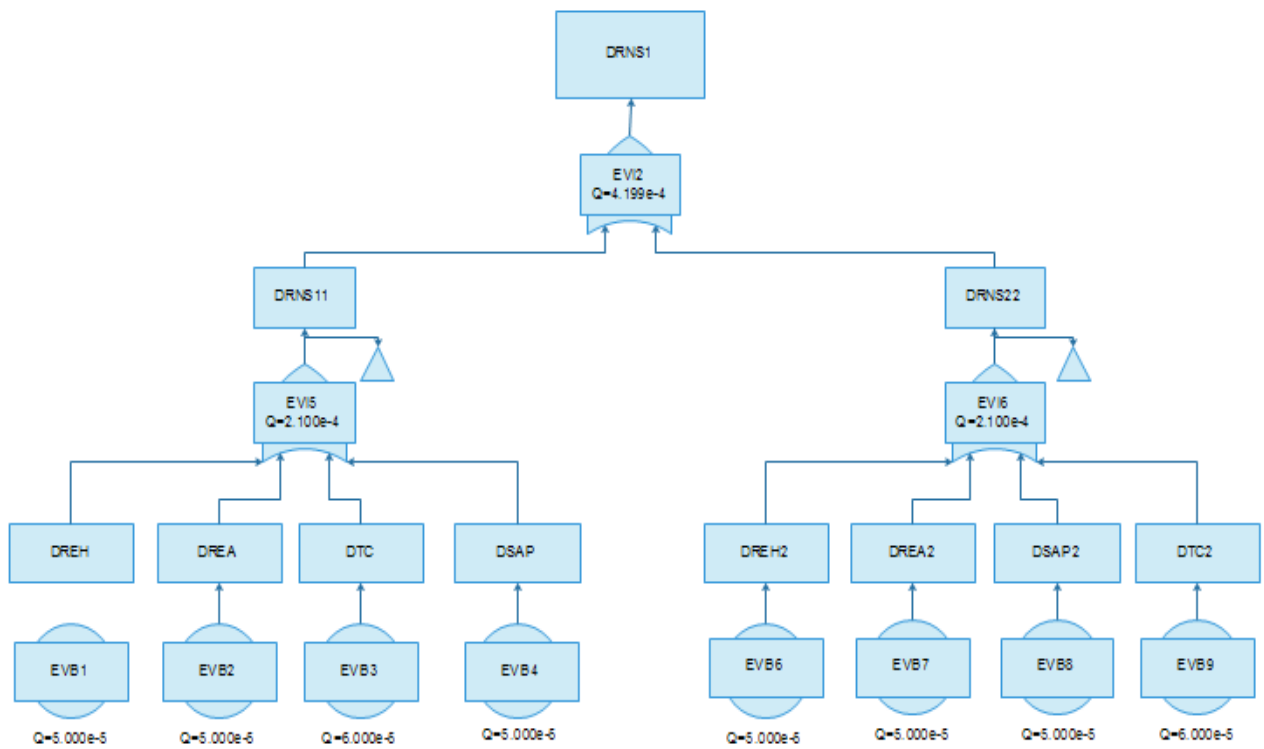 DRNS1
EVI2
Q=4.199e-4
DRNS11
DRNS22
EVI5
Q=2.100e-4
EVI6
Q=2.100e-4
DREH
DREA
DTC
DSAP
DREH2
DREA2
DSAP2
DTC2
EVB1
EVB2
EVB3
EVB4
EVB6
EVB7
EVB8
EVB9
Q=5.000e-5
Q=5.000e-5
Q=6.000e-5
Q=5.000e-5
Q=5.000e-5
Q=5.000e-5
Q=5.000e-5
Q=6.000e-5